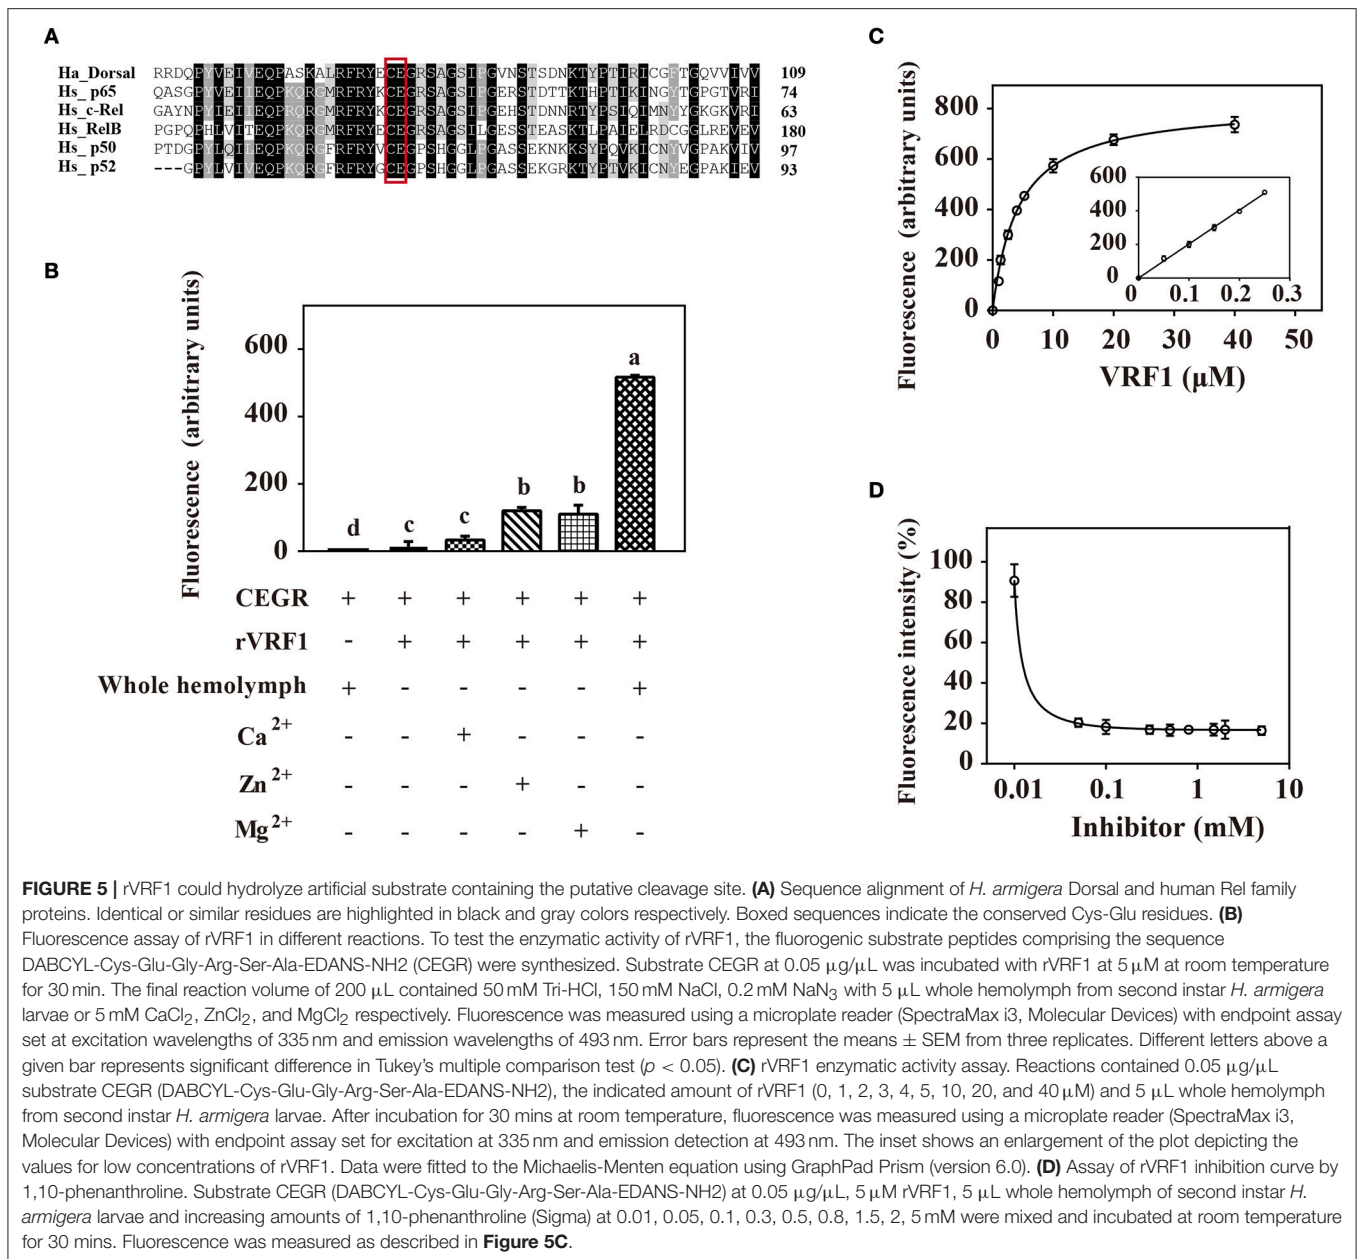 A
Ha_Dorsal RRDQPYVEIVEQPASKALRFRYECEGRSAGSIPGVNSTSDNKTYPTIRICGFTGQVVIVV 109
Hs_p65 QASGPYVEIIEQPKQRGMRFRYKCEGRSAGSIPGERSTDTTKTHPTIKINGYTGPGTVRI 74
Hs_c-Rel GAYNPYIEIIEQPKQRGMRFRYKCEGRSAGSIPGEHSTDNNRTYPSIQIMNYYGKGKVRI 63
Hs_RelB PGPQPHLVITEQPKQRGMRFRYECEGRSAGSILGESSTEASKTLPAIELRDCGGLREVEV 180
Hs_p50 PTDGPYLQILEQPKQRGFRFRYVCEGPSHGGLPGASSEKNKKSYPQVKICNYVGPAKVIV 97
Hs_p52 ---GPYLVIVEQPKQRGFRFRYGCEGPSHGGLPGASSEKGRKTYPTVKICNYEGPAKIEV 93
B
Fluorescence (arbitrary units)
600
400
200
0
d c c b b a
CEGR + + + + + +
rVRF1 - + + + + +
Whole hemolymph + - - - - +
Ca2+ - - + - - -
Zn2+ - - - + - -
Mg2+ - - - - + -
C
Fluorescence (arbitrary units)
800
600
400
200
0
0 10 20 30 40 50
VRF1 (µM)
600
400
200
0
0 0.1 0.2 0.3
D
Fluorescence intensity (%)
100
80
60
40
20
0
0.01 0.1 1 10
Inhibitor (mM)
FIGURE 5 | rVRF1 could hydrolyze artificial substrate containing the putative cleavage site. (A) Sequence alignment of H. armigera Dorsal and human Rel family
proteins. Identical or similar residues are highlighted in black and gray colors respectively. Boxed sequences indicate the conserved Cys-Glu residues. (B)
Fluorescence assay of rVRF1 in different reactions. To test the enzymatic activity of rVRF1, the fluorogenic substrate peptides comprising the sequence
DABCYL-Cys-Glu-Gly-Arg-Ser-Ala-EDANS-NH2 (CEGR) were synthesized. Substrate CEGR at 0.05 µg/µL was incubated with rVRF1 at 5 µM at room temperature
for 30 min. The final reaction volume of 200 µL contained 50 mM Tri-HCl, 150 mM NaCl, 0.2 mM NaN3 with 5 µL whole hemolymph from second instar H. armigera
larvae or 5 mM CaCl2, ZnCl2, and MgCl2 respectively. Fluorescence was measured using a microplate reader (SpectraMax i3, Molecular Devices) with endpoint assay
set at excitation wavelengths of 335 nm and emission wavelengths of 493 nm. Error bars represent the means ± SEM from three replicates. Different letters above a
given bar represents significant difference in Tukey's multiple comparison test (p < 0.05). (C) rVRF1 enzymatic activity assay. Reactions contained 0.05 µg/µL
substrate CEGR (DABCYL-Cys-Glu-Gly-Arg-Ser-Ala-EDANS-NH2), the indicated amount of rVRF1 (0, 1, 2, 3, 4, 5, 10, 20, and 40 µM) and 5 µL whole hemolymph
from second instar H. armigera larvae. After incubation for 30 mins at room temperature, fluorescence was measured using a microplate reader (SpectraMax i3,
Molecular Devices) with endpoint assay set for excitation at 335 nm and emission detection at 493 nm. The inset shows an enlargement of the plot depicting the
values for low concentrations of rVRF1. Data were fitted to the Michaelis-Menten equation using GraphPad Prism (version 6.0). (D) Assay of rVRF1 inhibition curve by
1,10-phenanthroline. Substrate CEGR (DABCYL-Cys-Glu-Gly-Arg-Ser-Ala-EDANS-NH2) at 0.05 µg/µL, 5 µM rVRF1, 5 µL whole hemolymph of second instar H.
armigera larvae and increasing amounts of 1,10-phenanthroline (Sigma) at 0.01, 0.05, 0.1, 0.3, 0.5, 0.8, 1.5, 2, 5 mM were mixed and incubated at room temperature
for 30 mins. Fluorescence was measured as described in Figure 5C.